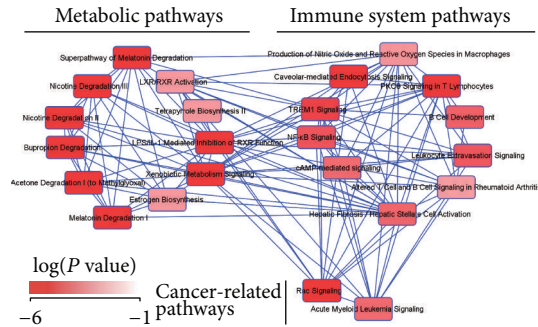 Metabolic pathways
Immune system pathways
Superpathway of Melatonin Degradation
Production of Nitric Oxide and Reactive Oxygen Species in Macrophages
LXR/RXR Activation
Caveolar-mediated Endocytosis Signaling
Nicotine Degradation III
PKCθ Signaling in T Lymphocytes
Tetrapyrrole Biosynthesis II
TREM1 Signaling
Nicotine Degradation II
B Cell Development
Bupropion Degradation
LPS/IL-1 Mediated Inhibition of RXR Function
NF-κB Signaling
Leukocyte Extravasation Signaling
Xenobiotic Metabolism Signaling
cAMP-mediated signaling
Acetone Degradation I (to Methylglyoxal)
Altered T Cell and B Cell Signaling in Rheumatoid Arthriti
Estrogen Biosynthesis
Melatonin Degradation I
Hepatic Fibrosis / Hepatic Stellate Cell Activation
log(P value)
−6
−1
Cancer-related
pathways
Rac Signaling
Acute Myeloid Leukemia Signaling